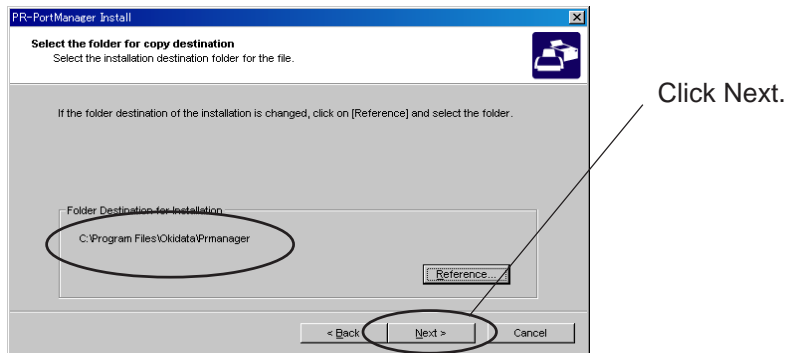 PR-PortManager Install
Select the folder for copy destination
Select the installation destination folder for the file.
Click Next.
If the folder destination of the installation is changed, click on [Reference] and select the folder.
Folder Destination for Installation
C:\Program Files\Okidata\Prmanager
Reference...
< Back
Next >
Cancel